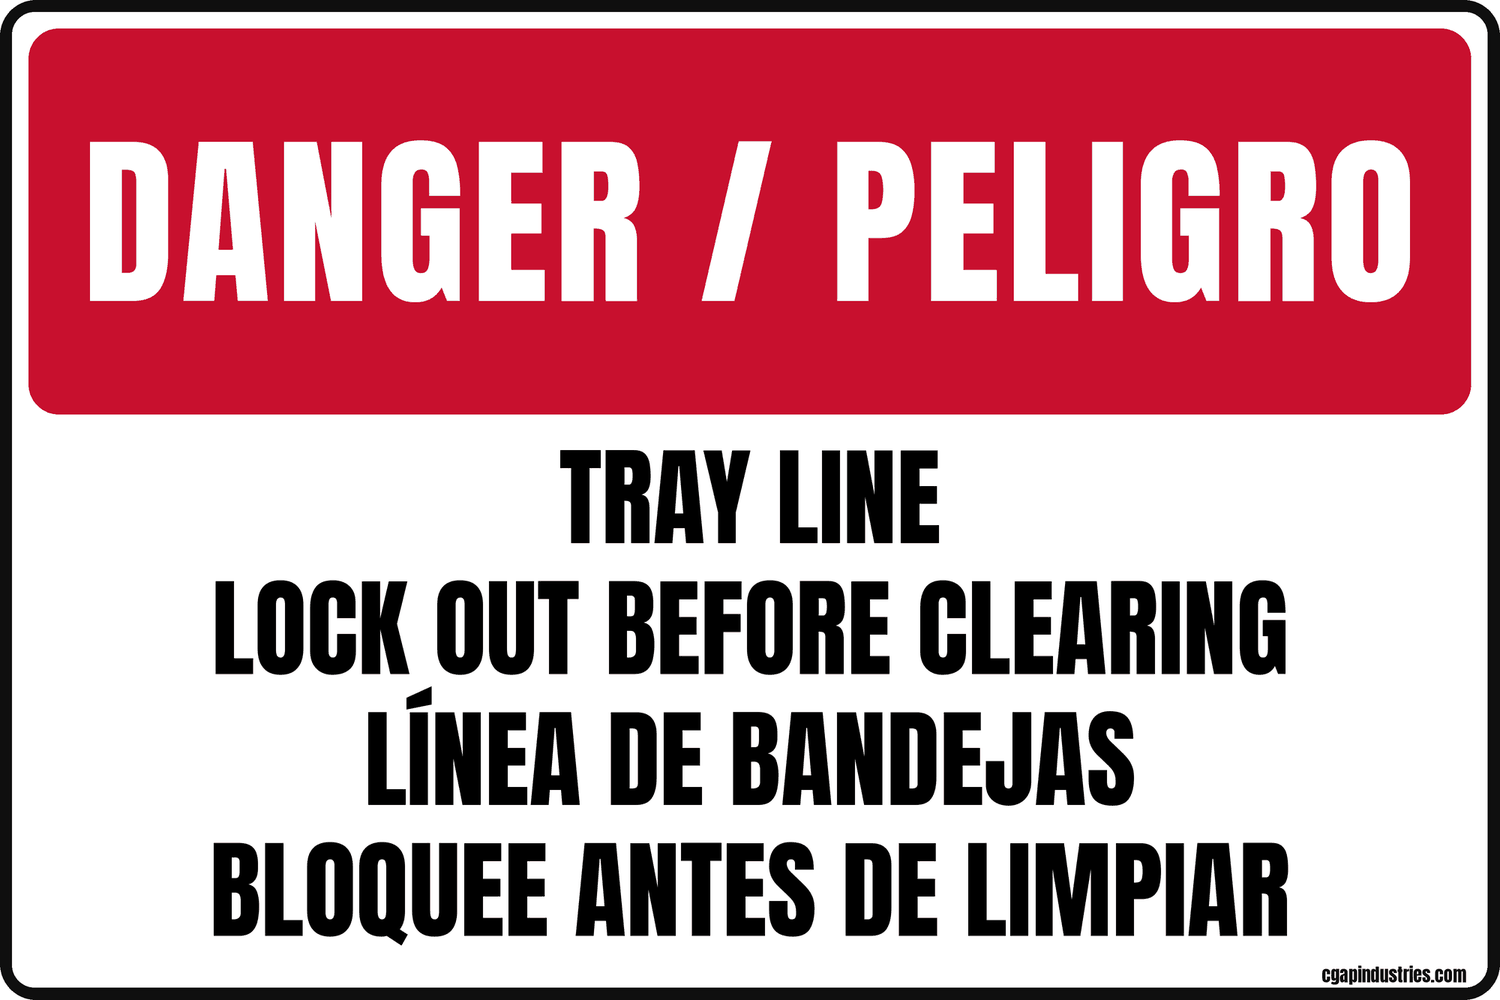 DANGER / PELIGRO
TRAY LINE
LOCK OUT BEFORE CLEARING
LÍNEA DE BANDEJAS
BLOQUEE ANTES DE LIMPIAR
cgapindustries.com